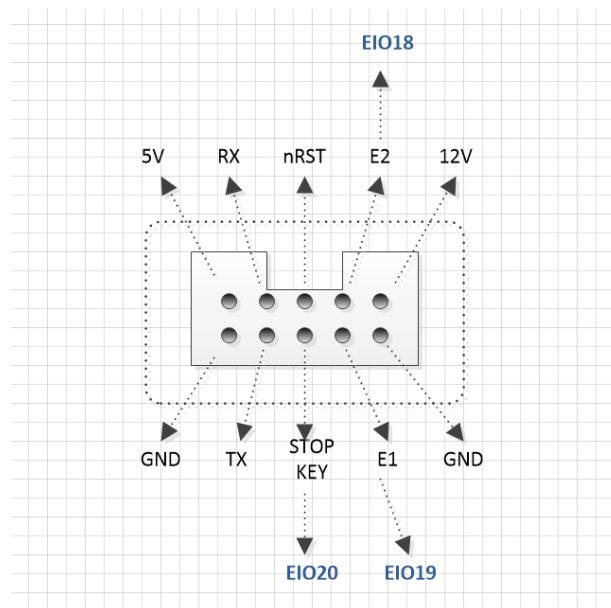 EIO18
5V RX nRST E2 12V
GND TX STOP KEY E1 GND
EIO20 EIO19